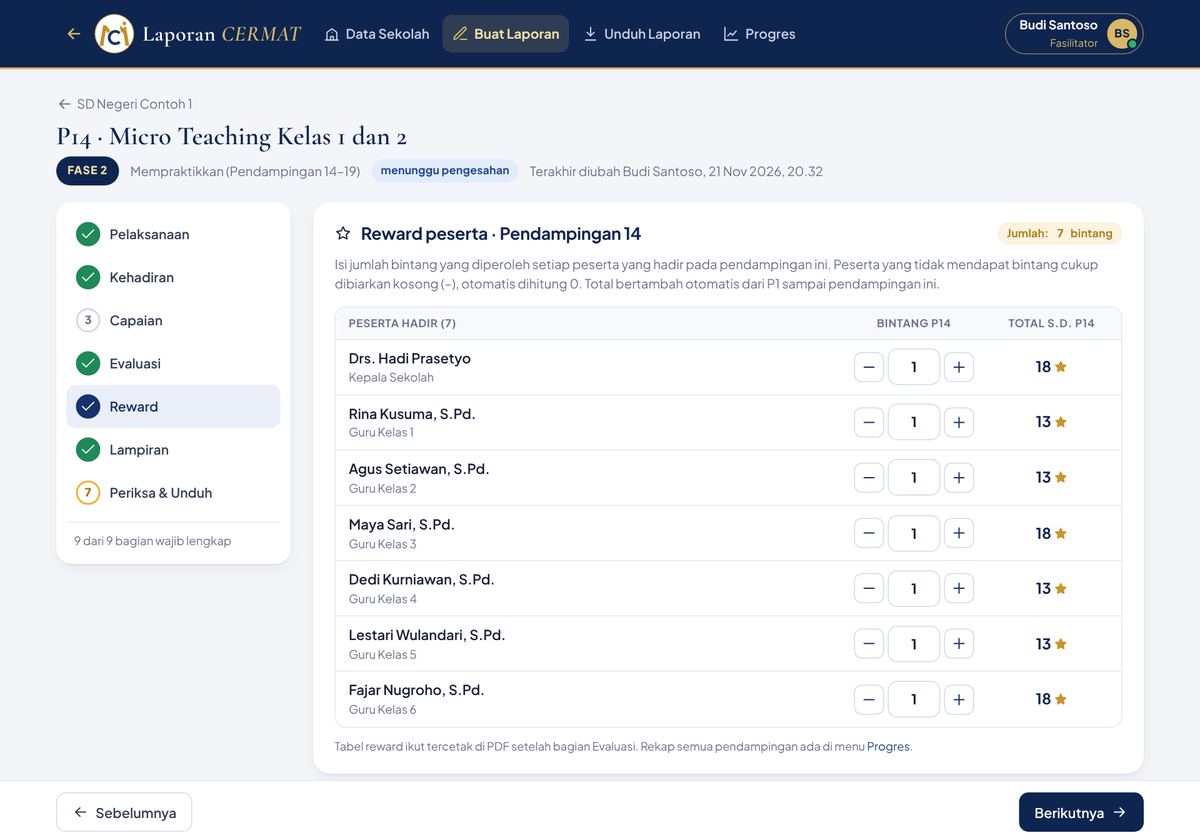 Laporan CERMAT
Data Sekolah
Buat Laporan
Unduh Laporan
Progres
Budi Santoso
Fasilitator
BS
SD Negeri Contoh 1
P14 · Micro Teaching Kelas 1 dan 2
FASE 2 Mempraktikkan (Pendampingan 14–19) menunggu pengesahan Terakhir diubah Budi Santoso, 21 Nov 2026, 20.32
Pelaksanaan
Kehadiran
3 Capaian
Evaluasi
Reward
Lampiran
7 Periksa & Unduh
9 dari 9 bagian wajib lengkap
Reward peserta · Pendampingan 14
Jumlah: 7 bintang
Isi jumlah bintang yang diperoleh setiap peserta yang hadir pada pendampingan ini. Peserta yang tidak mendapat bintang cukup
dibiarkan kosong (–), otomatis dihitung 0. Total bertambah otomatis dari P1 sampai pendampingan ini.
PESERTA HADIR (7) BINTANG P14 TOTAL S.D. P14
Drs. Hadi Prasetyo
Kepala Sekolah
− 1 + 18
Rina Kusuma, S.Pd.
Guru Kelas 1
− 1 + 13
Agus Setiawan, S.Pd.
Guru Kelas 2
− 1 + 13
Maya Sari, S.Pd.
Guru Kelas 3
− 1 + 18
Dedi Kurniawan, S.Pd.
Guru Kelas 4
− 1 + 13
Lestari Wulandari, S.Pd.
Guru Kelas 5
− 1 + 13
Fajar Nugroho, S.Pd.
Guru Kelas 6
− 1 + 18
Tabel reward ikut tercetak di PDF setelah bagian Evaluasi. Rekap semua pendampingan ada di menu Progres.
← Sebelumnya
Berikutnya →